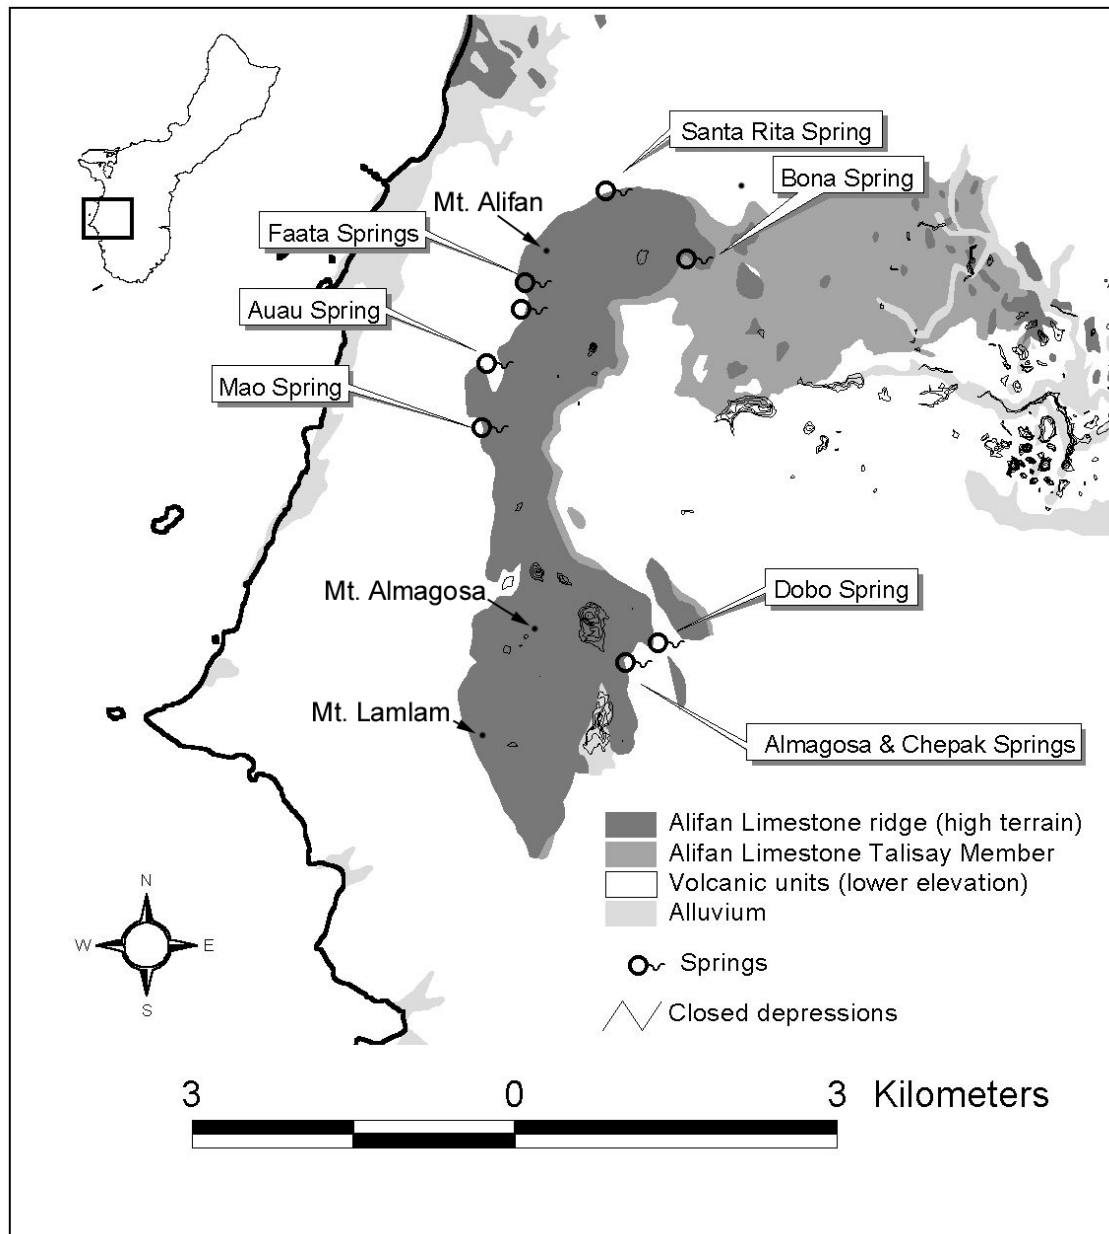 Santa Rita Spring
Bona Spring
Mt. Alifan
Faata Springs
Auau Spring
Mao Spring
Mt. Almagosa
Dobo Spring
Mt. Lamlam
Almagosa & Chepak Springs
Alifan Limestone ridge (high terrain)
Alifan Limestone Talisay Member
Volcanic units (lower elevation)
Alluvium
Springs
Closed depressions
N
W E
S
3 0 3 Kilometers